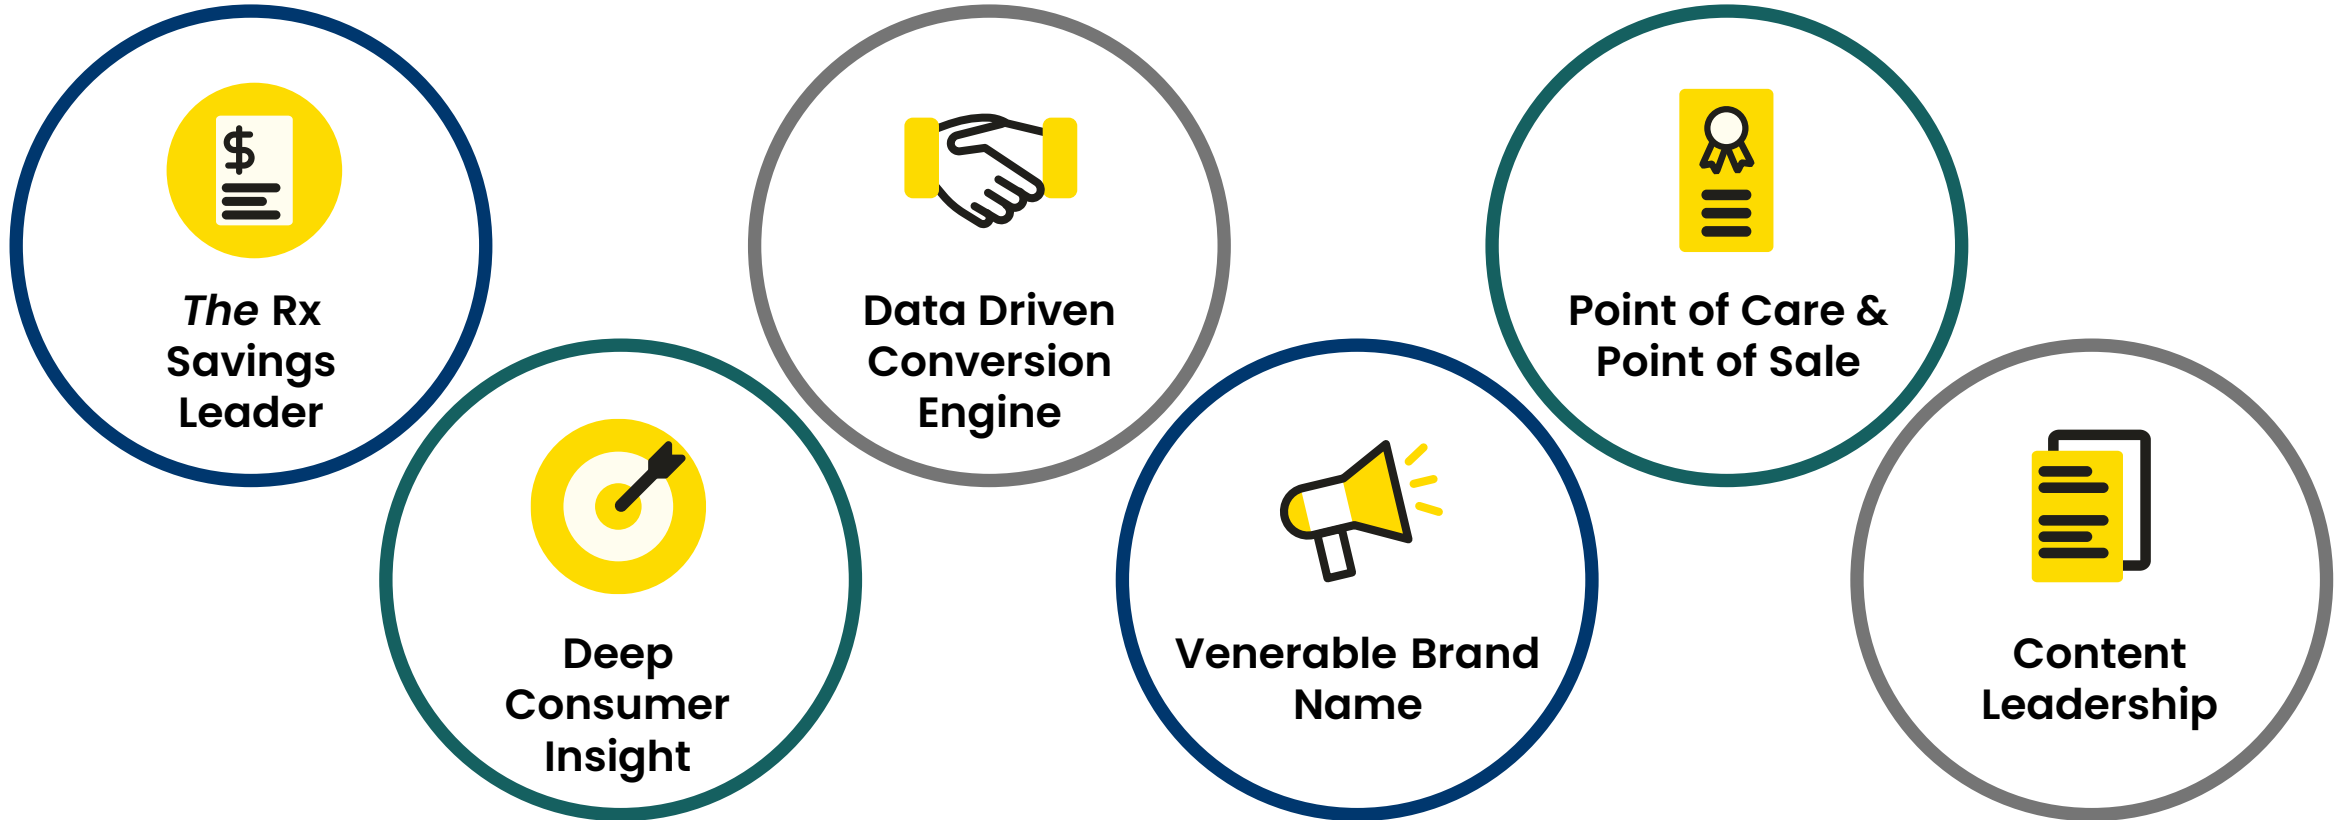 The Rx
Savings
Leader
Deep
Consumer
Insight
Data Driven
Conversion
Engine
Venerable Brand
Name
Point of Care &
Point of Sale
Content
Leadership
$